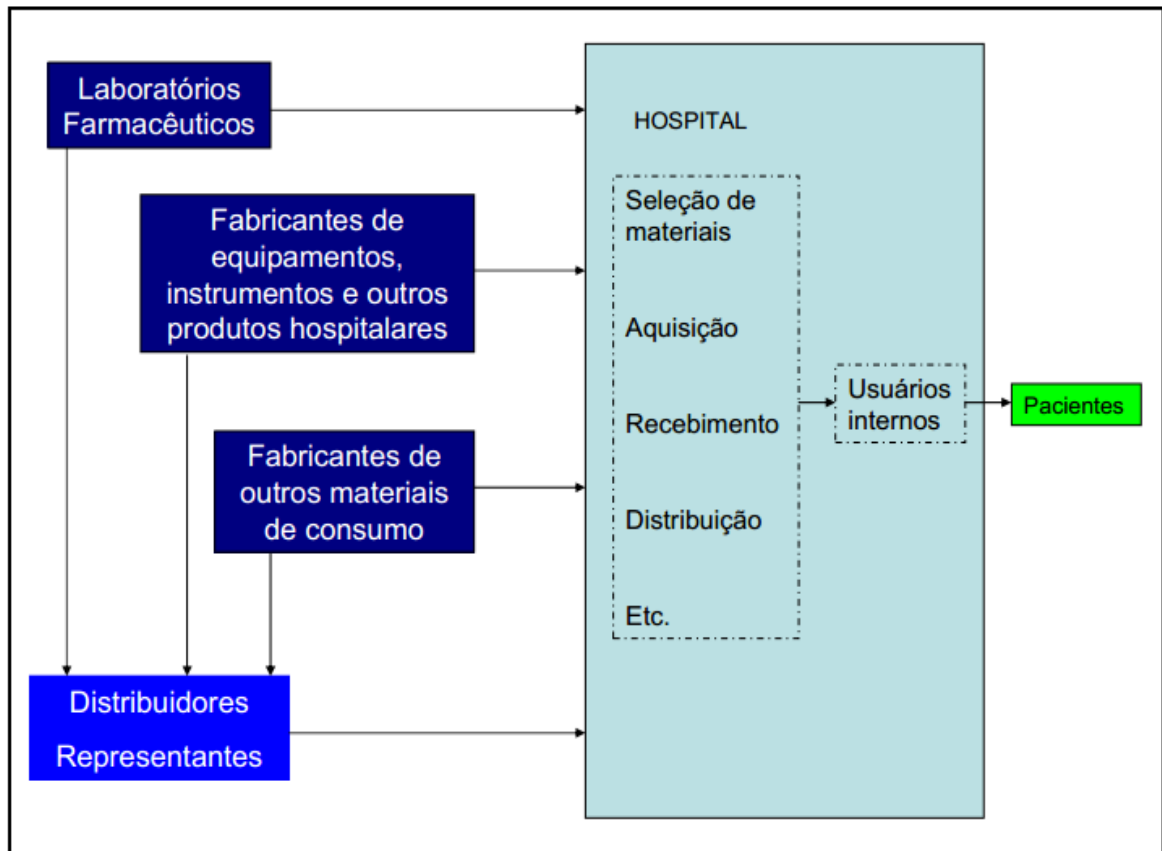 Laboratórios
Farmacêuticos
Fabricantes de
equipamentos,
instrumentos e outros
produtos hospitalares
Fabricantes de
outros materiais
de consumo
Distribuidores
Representantes
HOSPITAL
Seleção de
materiais
Aquisição
Recebimento
Distribuição
Etc.
Usuários
internos
Pacientes